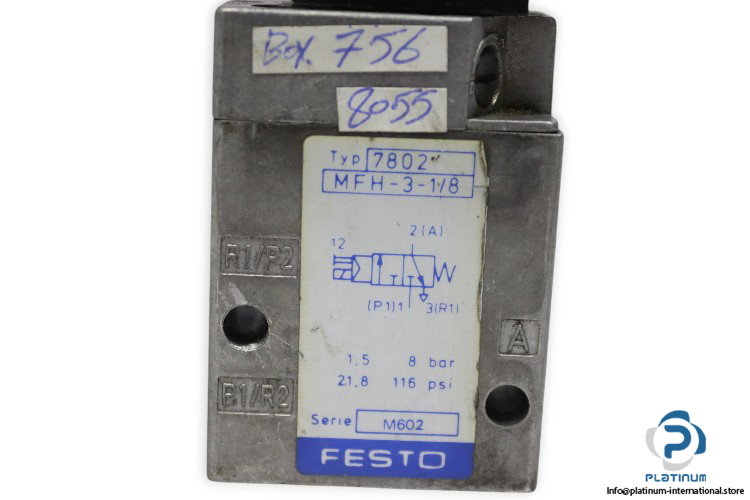 Box. 756
8055
Typ 7802
MFH-3-1/8
2(A)
12
R1/P2
(P1)1 3(R1)
A
1,5 8 bar
21,8 116 psi
P1/R2
Serie M602
FESTO
PLATINUM
Info@platinum-international.store